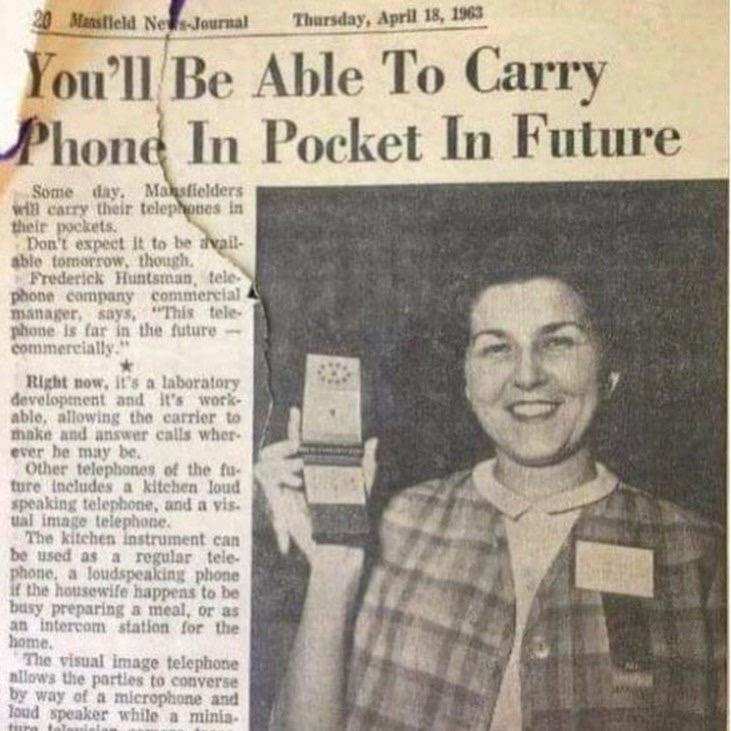 20 Mansfield News-Journal Thursday, April 18, 1963
You'll Be Able To Carry
Phone In Pocket In Future
Some day, Mansfielders
will carry their telephones in
their pockets.
Don't expect it to be avail-
able tomorrow, though.
Frederick Huntsman, tele-
phone company commercial
manager, says, "This tele-
phone is far in the future —
commercially."
★
Right now, it's a laboratory
development and it's work-
able, allowing the carrier to
make and answer calls wher-
ever he may be.
Other telephones of the fu-
ture includes a kitchen loud
speaking telephone, and a vis-
ual image telephone.
The kitchen instrument can
be used as a regular tele-
phone, a loudspeaking phone
if the housewife happens to be
busy preparing a meal, or as
an intercom station for the
home.
The visual image telephone
allows the parties to converse
by way of a microphone and
loud speaker while a minia-
ture television